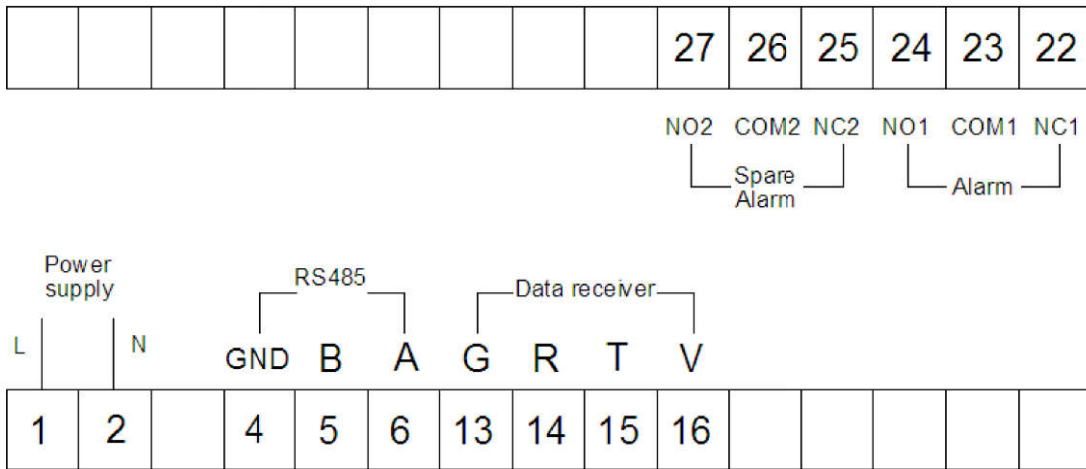 27 26 25 24 23 22
NO2 COM2 NC2 NO1 COM1 NC1
Spare
Alarm
Alarm
Power
supply
RS485
Data receiver
L N
GND B A G R T V
1 2 4 5 6 13 14 15 16